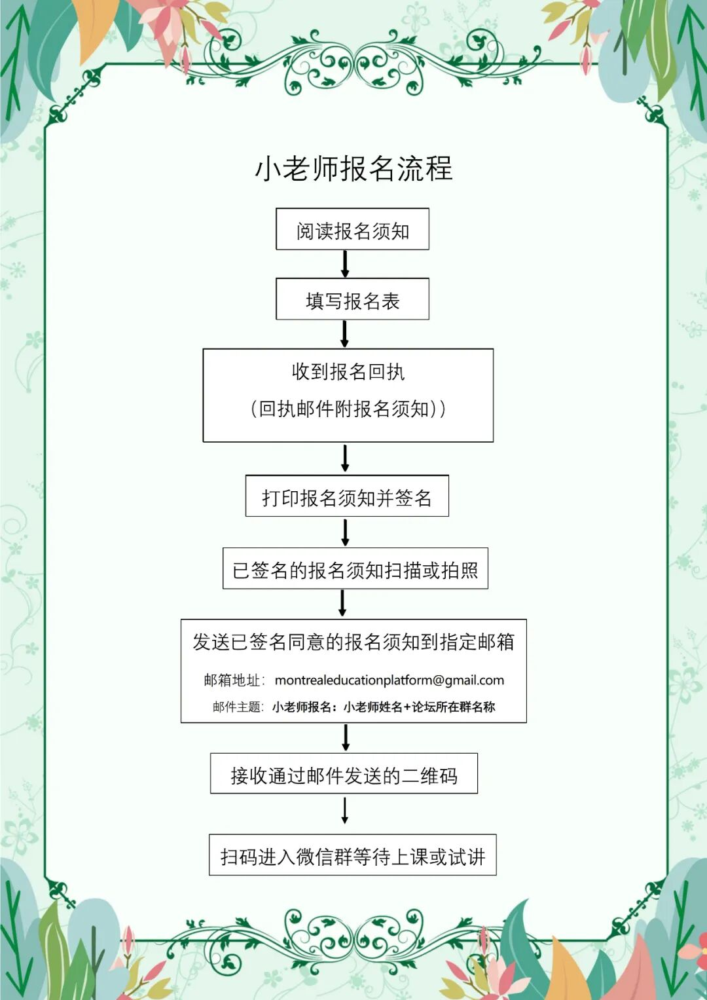 小老师报名流程
阅读报名须知
填写报名表
收到报名回执
（回执邮件附报名须知））
打印报名须知并签名
已签名的报名须知扫描或拍照
发送已签名同意的报名须知到指定邮箱
邮箱地址：montrealeducationplatform@gmail.com
邮件主题：小老师报名：小老师姓名+论坛所在群名称
接收通过邮件发送的二维码
扫码进入微信群等待上课或试讲